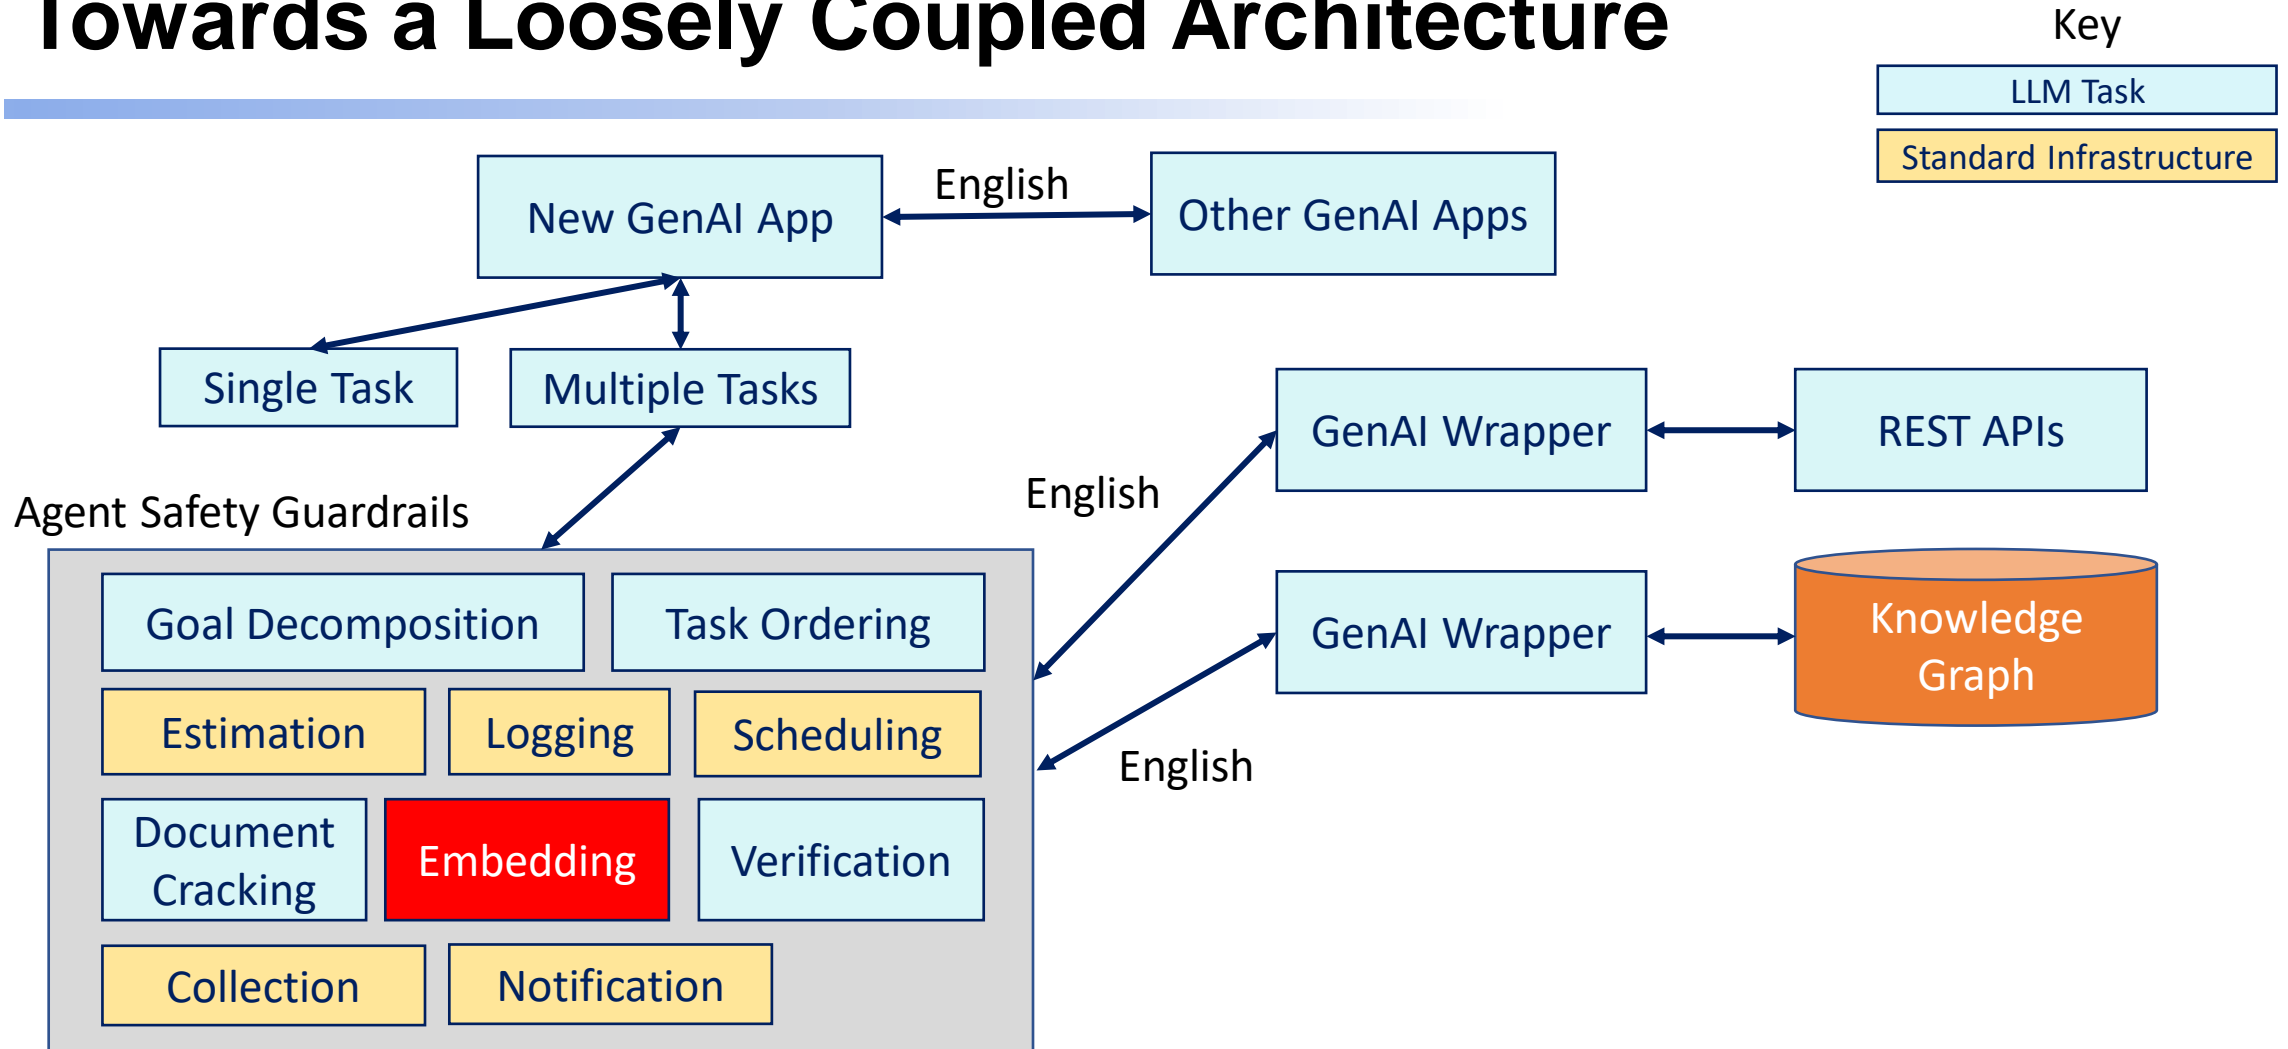 Towards a Loosely Coupled Architecture
Key
LLM Task
Standard Infrastructure
New GenAI App
English
Other GenAI Apps
Single Task
Multiple Tasks
GenAI Wrapper
REST APIs
English
Agent Safety Guardrails
Goal Decomposition
Task Ordering
GenAI Wrapper
Knowledge
Graph
Estimation
Logging
Scheduling
English
Document
Cracking
Embedding
Verification
Collection
Notification